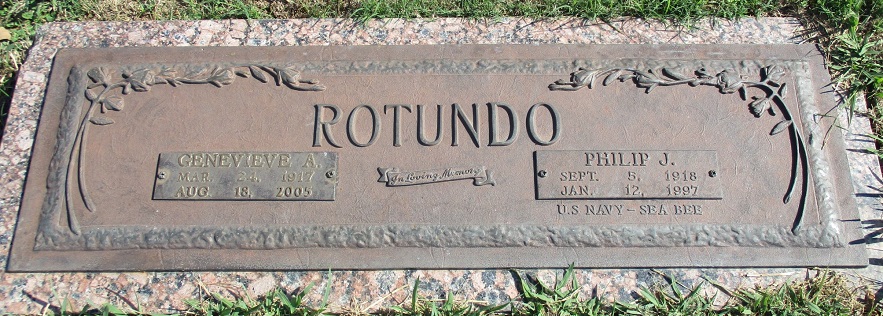 ROTUNDO
GENEVIEVE A.
MAR. 24, 1917
AUG. 18, 2005
In Loving Memory
PHILIP J.
SEPT. 5, 1918
JAN. 12, 1997
U.S NAVY - SEA BEE